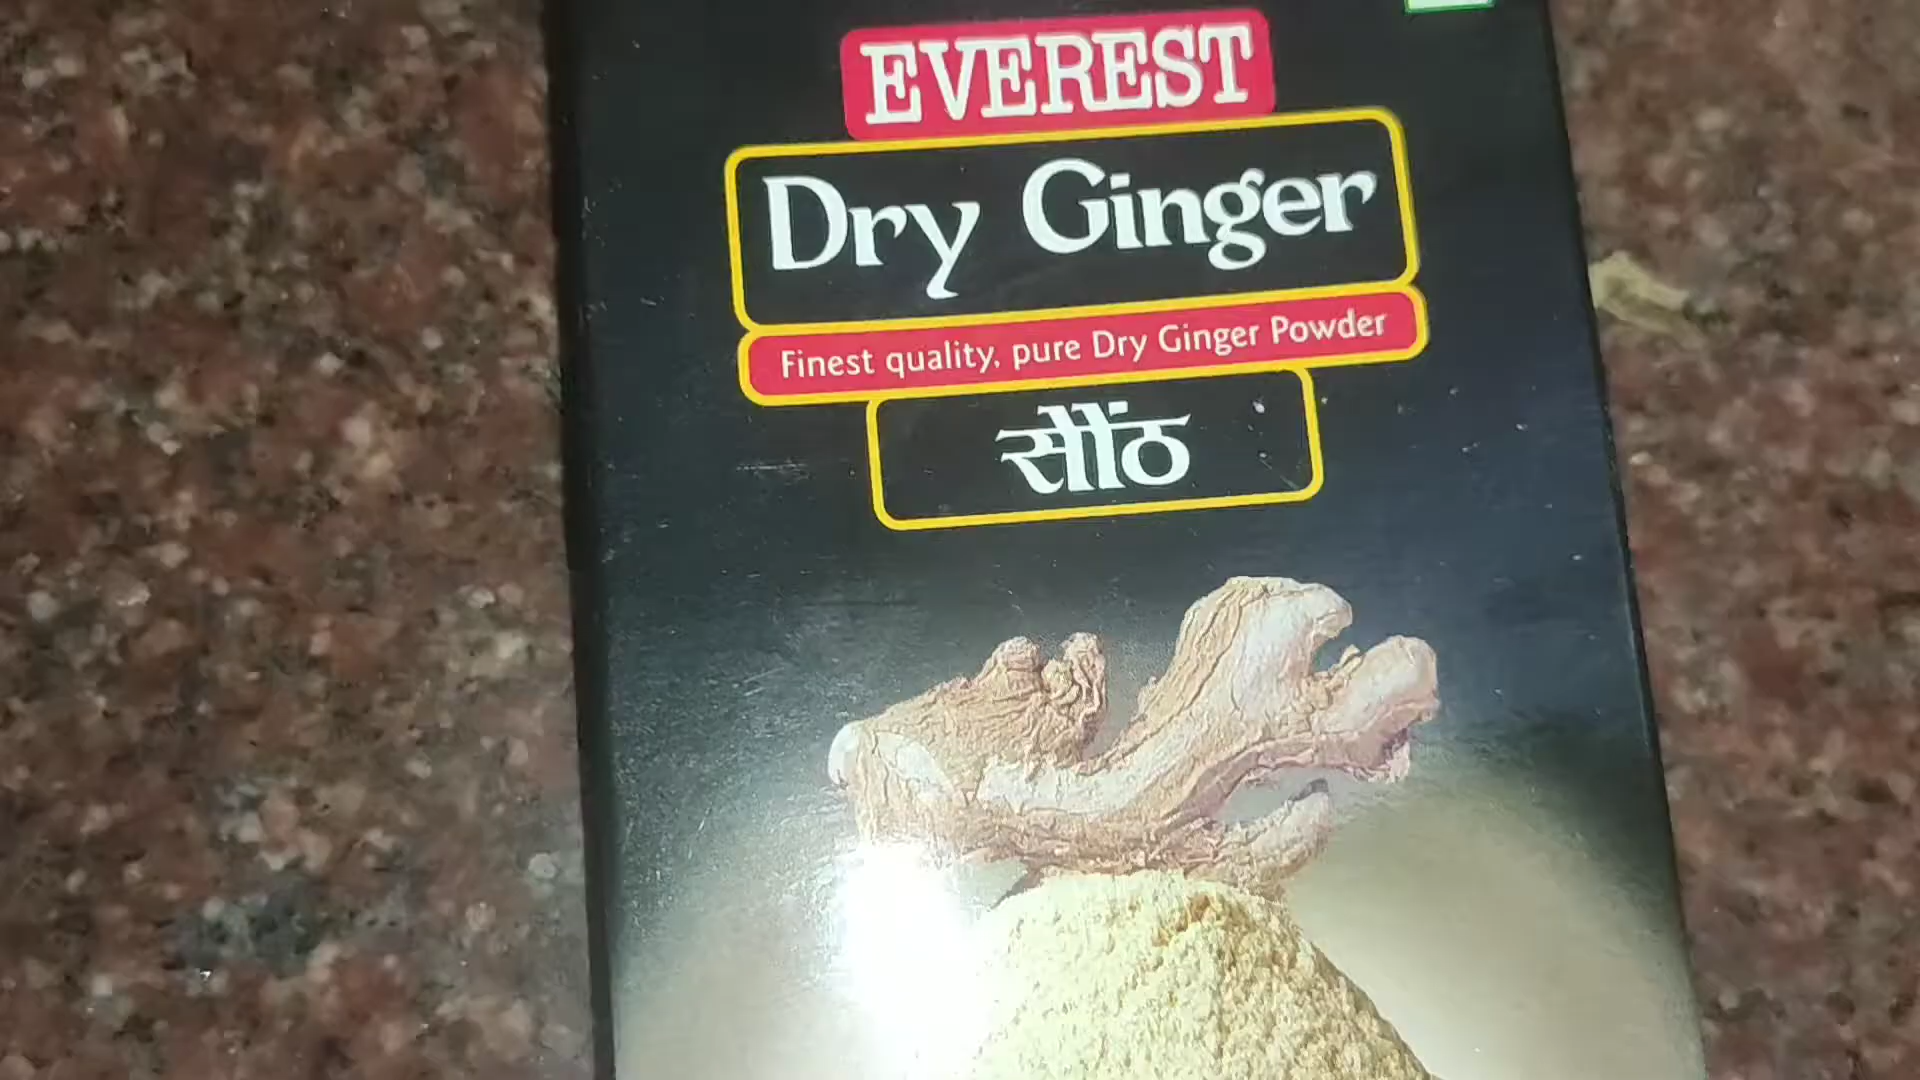 EVEREST
Dry Ginger
Finest quality, pure Dry Ginger Powder
सौंठ